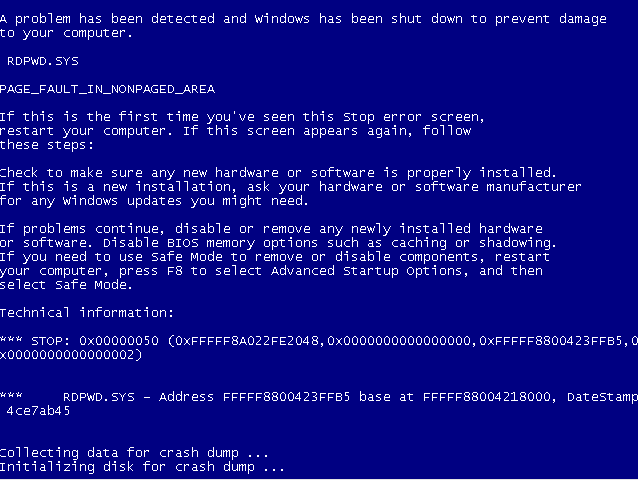 A problem has been detected and Windows has been shut down to prevent damage
to your computer.
RDPWD.SYS
PAGE_FAULT_IN_NONPAGED_AREA
If this is the first time you've seen this Stop error screen,
restart your computer. If this screen appears again, follow
these steps:
Check to make sure any new hardware or software is properly installed.
If this is a new installation, ask your hardware or software manufacturer
for any Windows updates you might need.
If problems continue, disable or remove any newly installed hardware
or software. Disable BIOS memory options such as caching or shadowing.
If you need to use Safe Mode to remove or disable components, restart
your computer, press F8 to select Advanced Startup Options, and then
select Safe Mode.
Technical information:
*** STOP: 0x00000050 (0xFFFFF8A022FE2048,0x0000000000000000,0xFFFFF8800423FFB5,0
x0000000000000002)
*** RDPWD.SYS - Address FFFFF8800423FFB5 base at FFFFF88004218000, DateStamp
4ce7ab45
Collecting data for crash dump ...
Initializing disk for crash dump ...